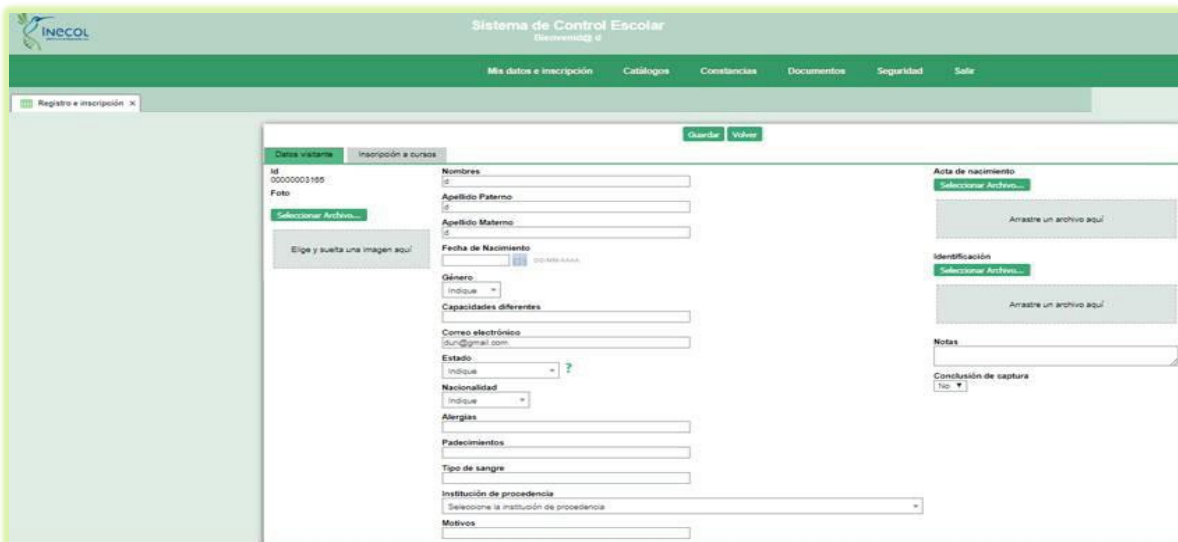 INECOL
Sistema de Control Escolar
Bienvenid@ d
Mis datos e inscripción Catálogos Constancias Documentos Seguridad Salir
Registro e inscripción x
Guardar Volver
Datos visitante Inscripción a cursos
Id
00000003165
Foto
Seleccionar Archivo...
Elige y suelta una imagen aquí
Nombres
d
Apellido Paterno
d
Apellido Materno
d
Fecha de Nacimiento
DD/MM/AAAA
Género
Indique
Capacidades diferentes
Correo electrónico
dun@gmail.com
Estado
Indique ?
Nacionalidad
Indique
Alergias
Padecimientos
Tipo de sangre
Institución de procedencia
Seleccione la institución de procedencia
Motivos
Acta de nacimiento
Seleccionar Archivo...
Arrastre un archivo aquí
Identificación
Seleccionar Archivo...
Arrastre un archivo aquí
Notas
Conclusión de captura
No